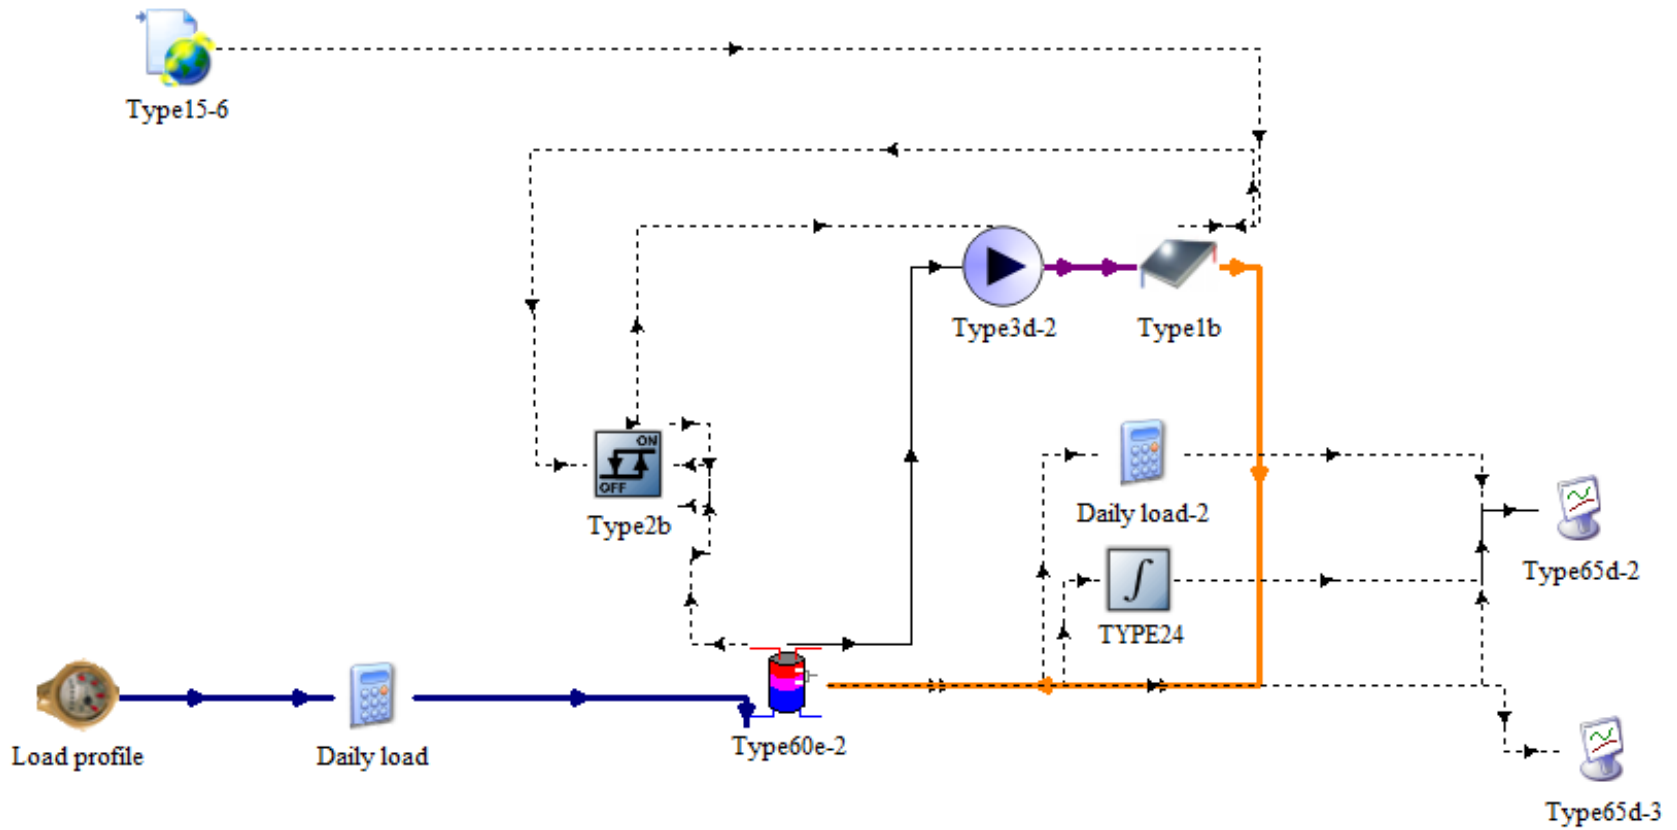 Type15-6
Type3d-2
Type1b
ON
OFF
Type2b
Daily load-2
Type65d-2
TYPE24
Load profile
Daily load
Type60e-2
Type65d-3